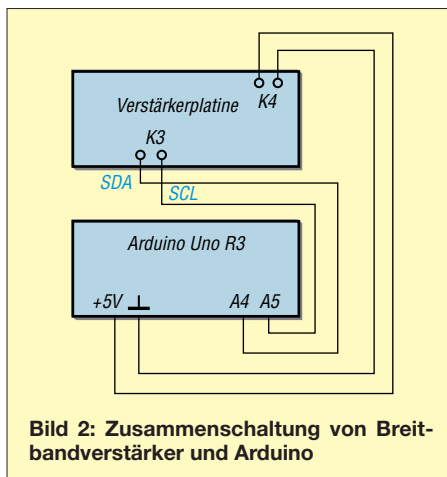 Verstärkerplatine
K4
K3
SDA
SCL
Arduino Uno R3
+5V
A4 A5
Bild 2: Zusammenschaltung von Breit-
bandverstärker und Arduino